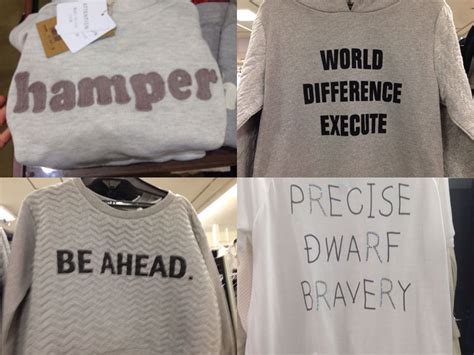 hamper
WORLD
DIFFERENCE
EXECUTE
BE AHEAD.
PRECISE
ĐWARF
BRAVERY